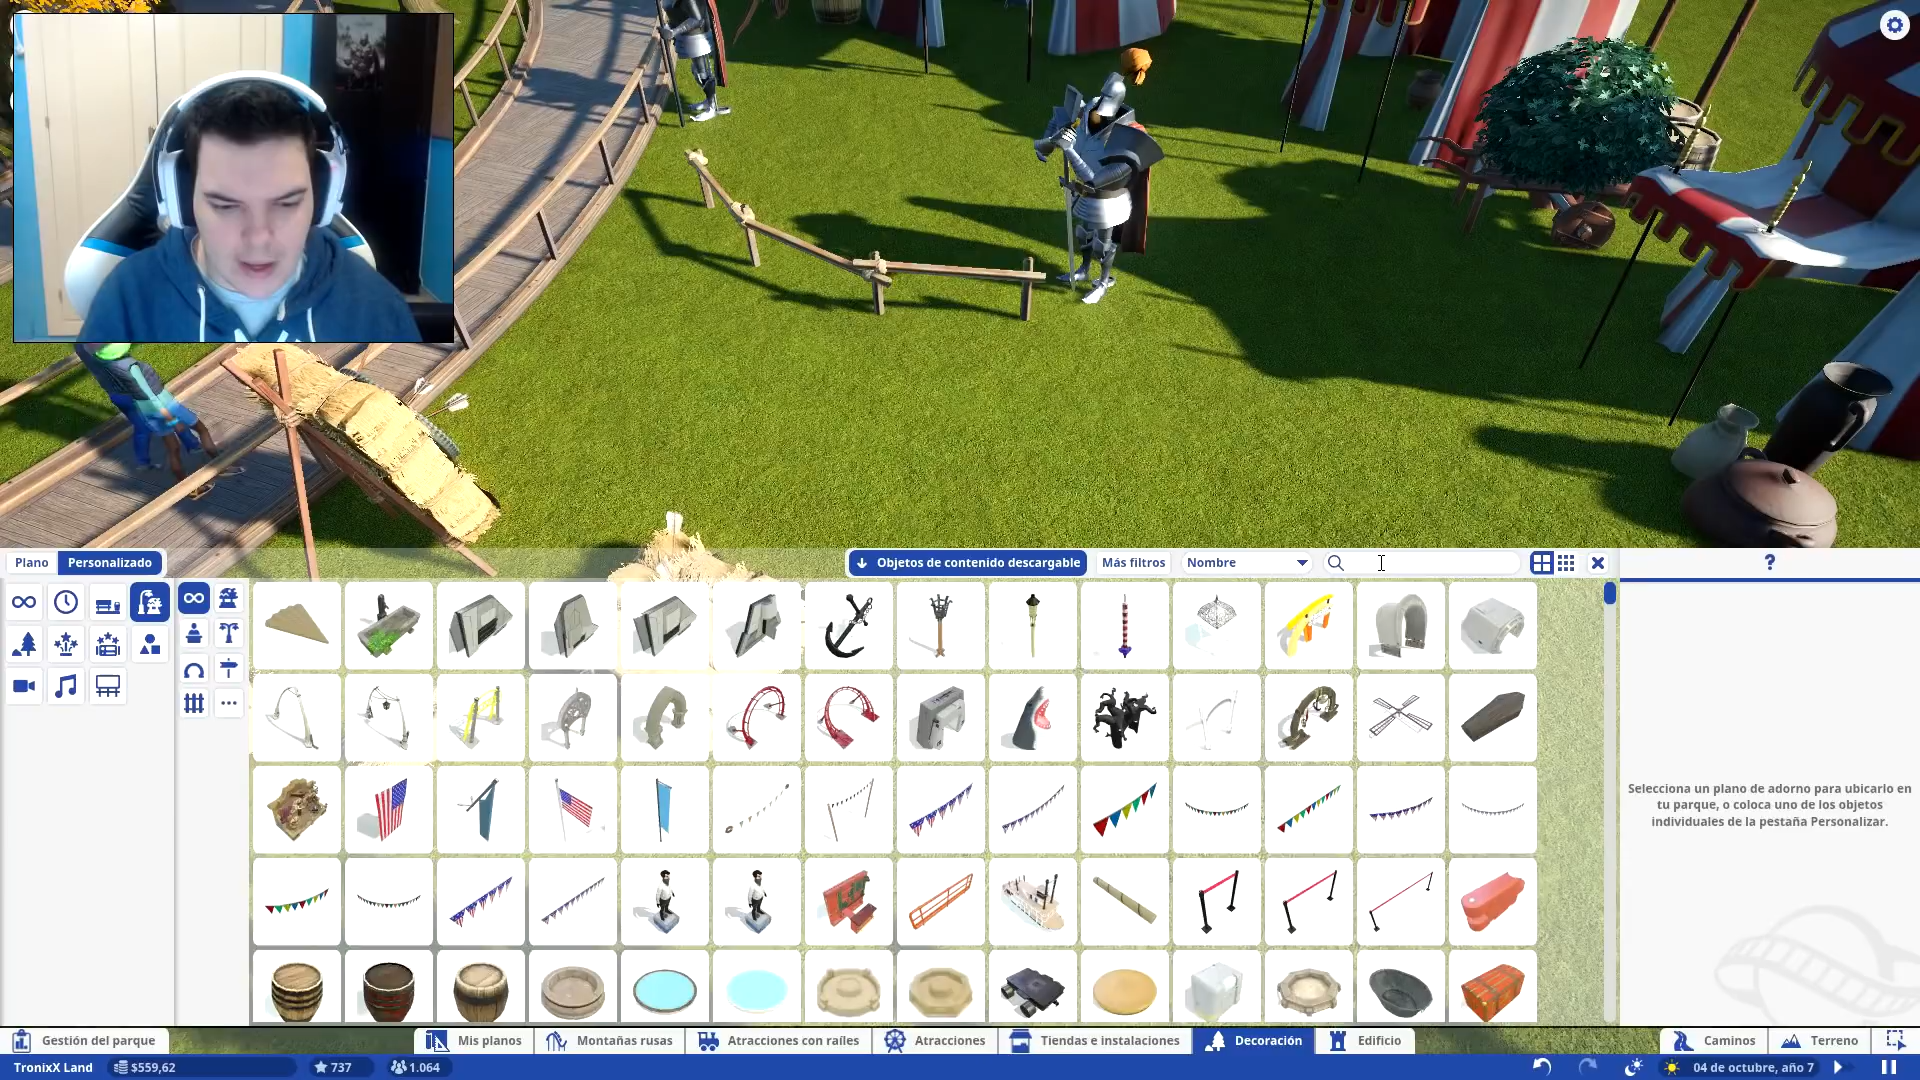 Plano
Personalizado
Objetos de contenido descargable
Más filtros
Nombre
?
Selecciona un plano de adorno para ubicarlo en
tu parque, o coloca uno de los objetos
individuales de la pestaña Personalizar.
Gestión del parque
Mis planos
Montañas rusas
Atracciones con raíles
Atracciones
Tiendas e instalaciones
Decoración
Edificio
Caminos
Terreno
TronixX Land
$559,62
737
1.064
04 de octubre, año 7